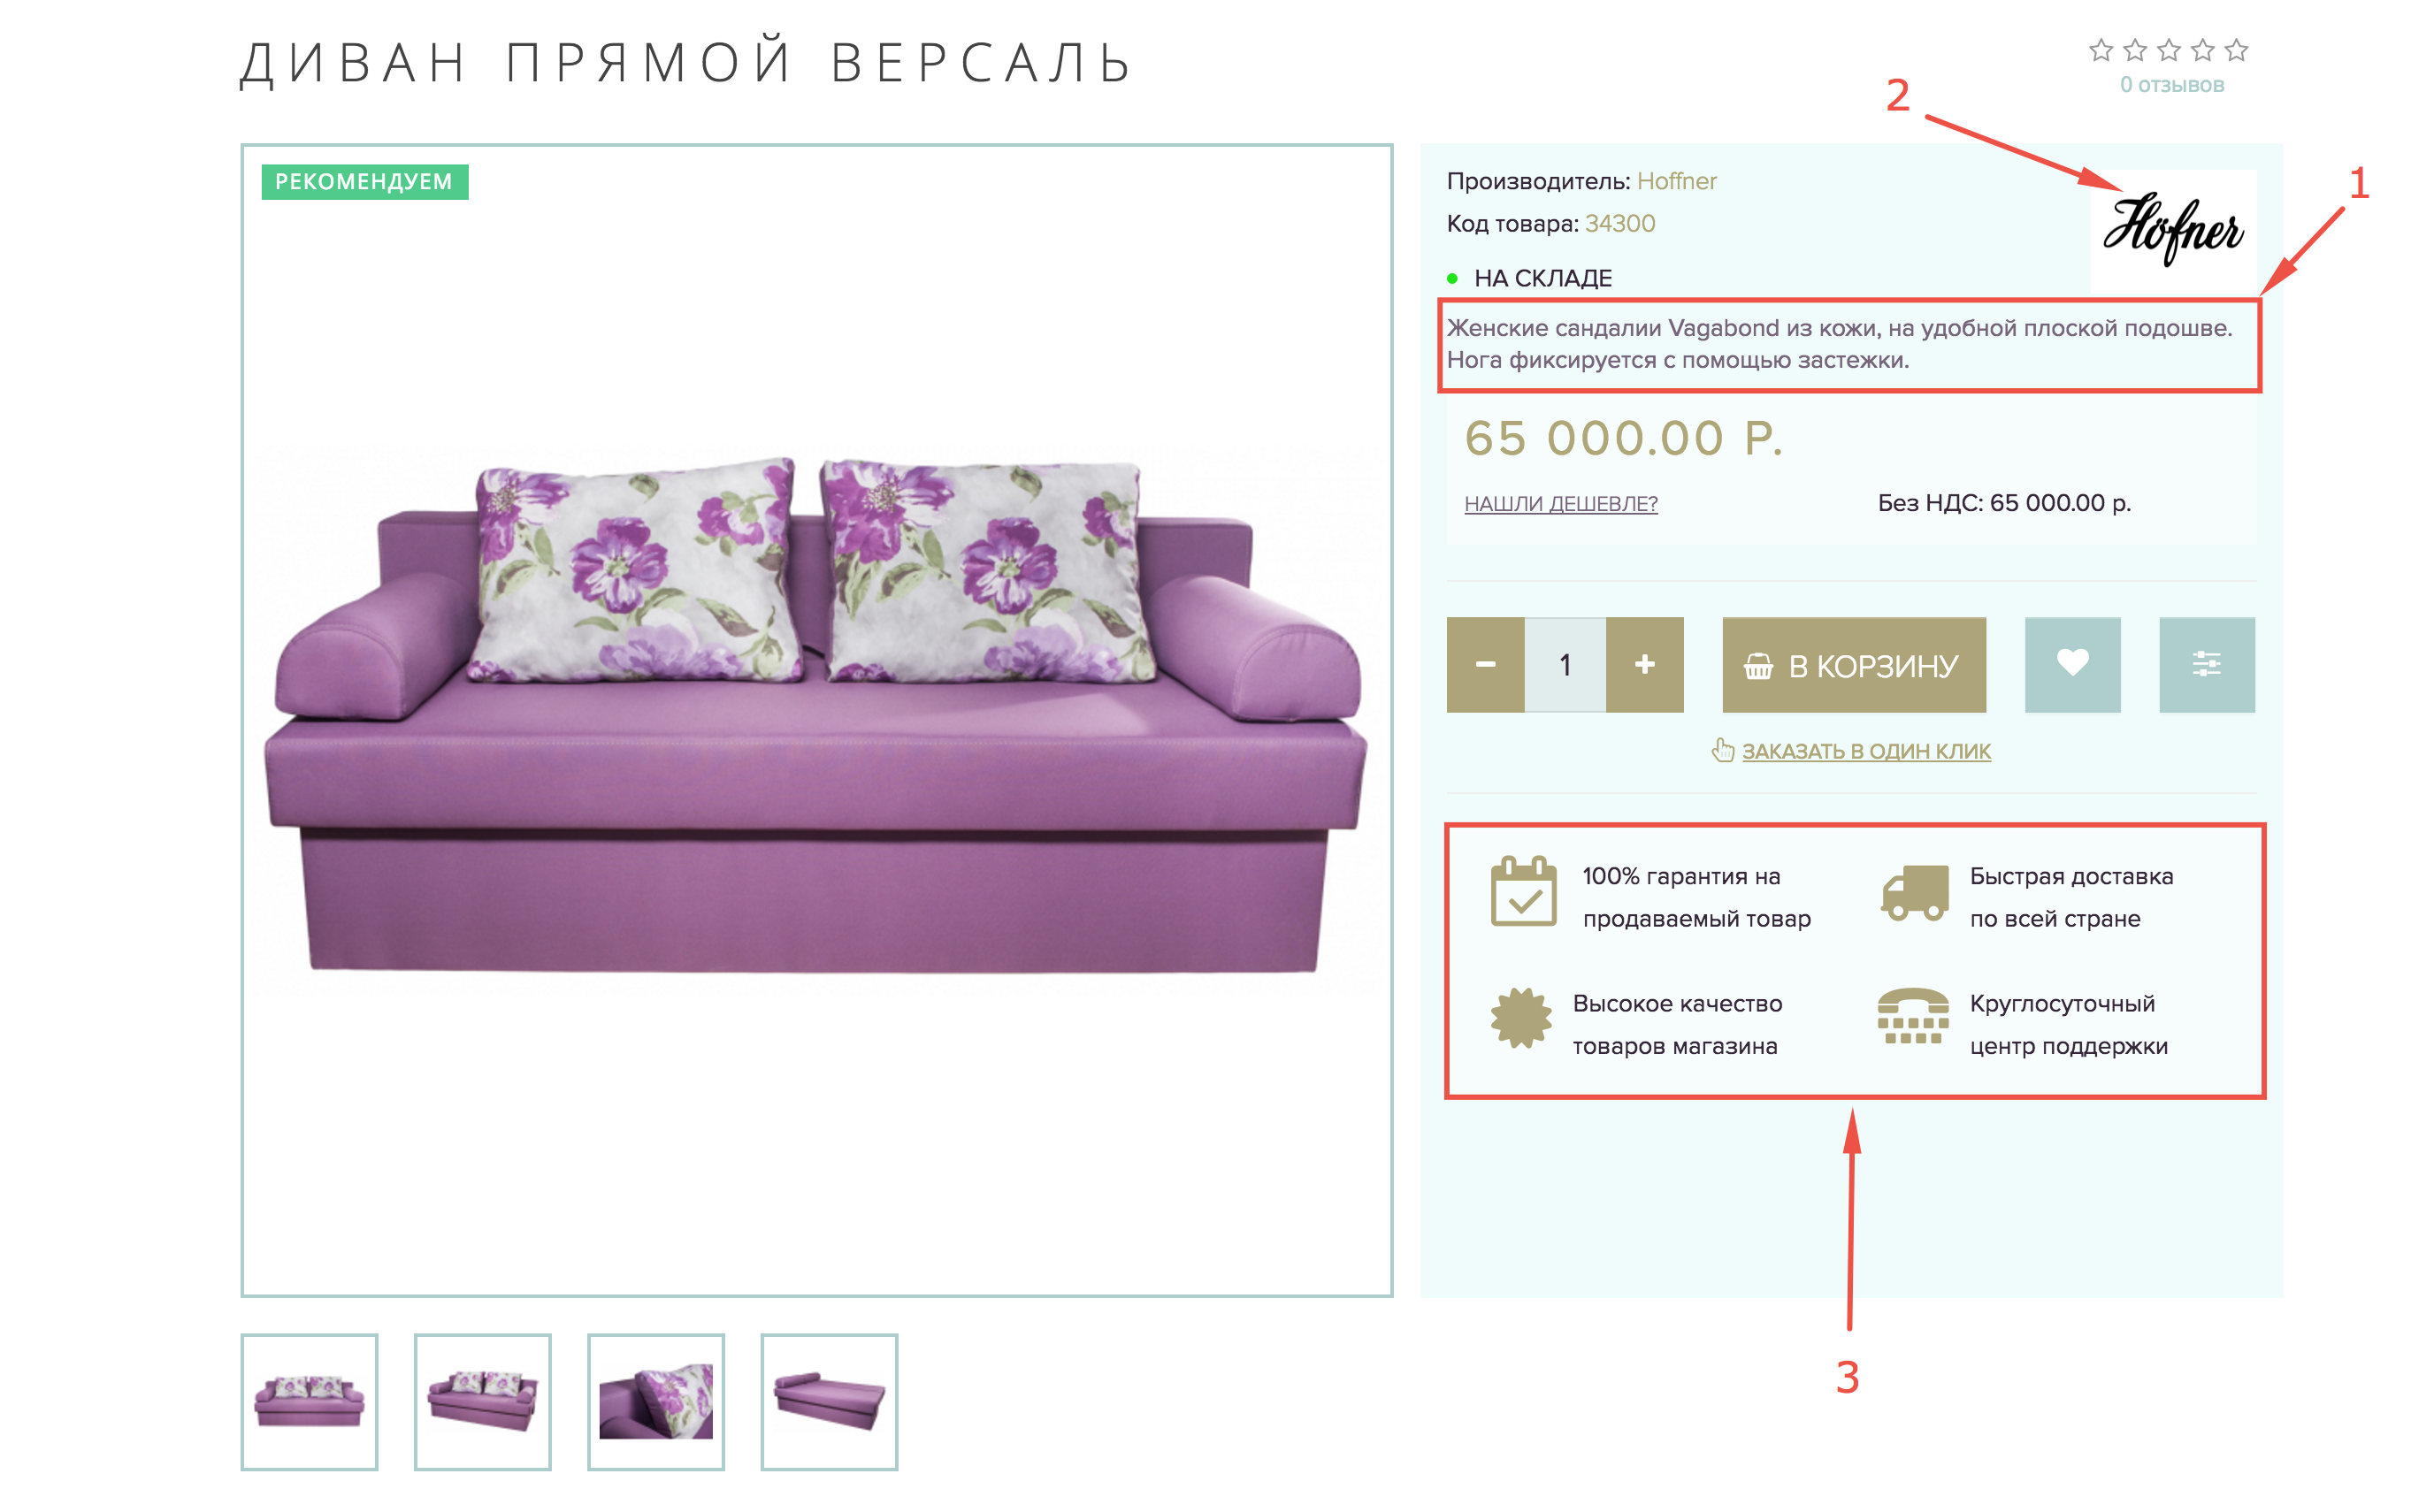 ДИВАН ПРЯМОЙ ВЕРСАЛЬ
0 отзывов
2
1
РЕКОМЕНДУЕМ
Производитель: Hoffner
Höfner
Код товара: 34300
НА СКЛАДЕ
Женские сандалии Vagabond из кожи, на удобной плоской подошве.
Нога фиксируется с помощью застежки.
65 000.00 Р.
НАШЛИ ДЕШЕВЛЕ?
Без НДС: 65 000.00 р.
1
В КОРЗИНУ
ЗАКАЗАТЬ В ОДИН КЛИК
100% гарантия на
продаваемый товар
Быстрая доставка
по всей стране
Высокое качество
товаров магазина
Круглосуточный
центр поддержки
3